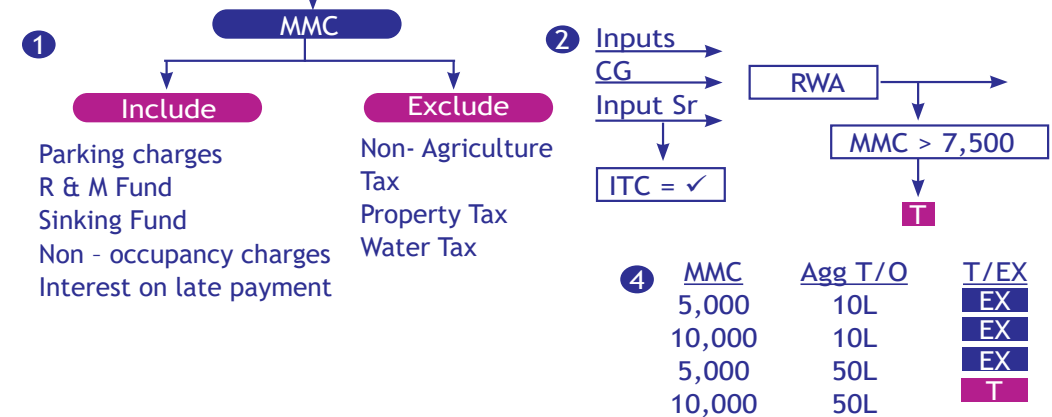 1
MMC
Include
Exclude
Parking charges
R & M Fund
Sinking Fund
Non - occupancy charges
Interest on late payment
Non- Agriculture
Tax
Property Tax
Water Tax
2
Inputs
CG
Input Sr
ITC = ✓
RWA
MMC > 7,500
T
4
MMC Agg T/O T/EX
5,000 10L EX
10,000 10L EX
5,000 50L EX
10,000 50L T